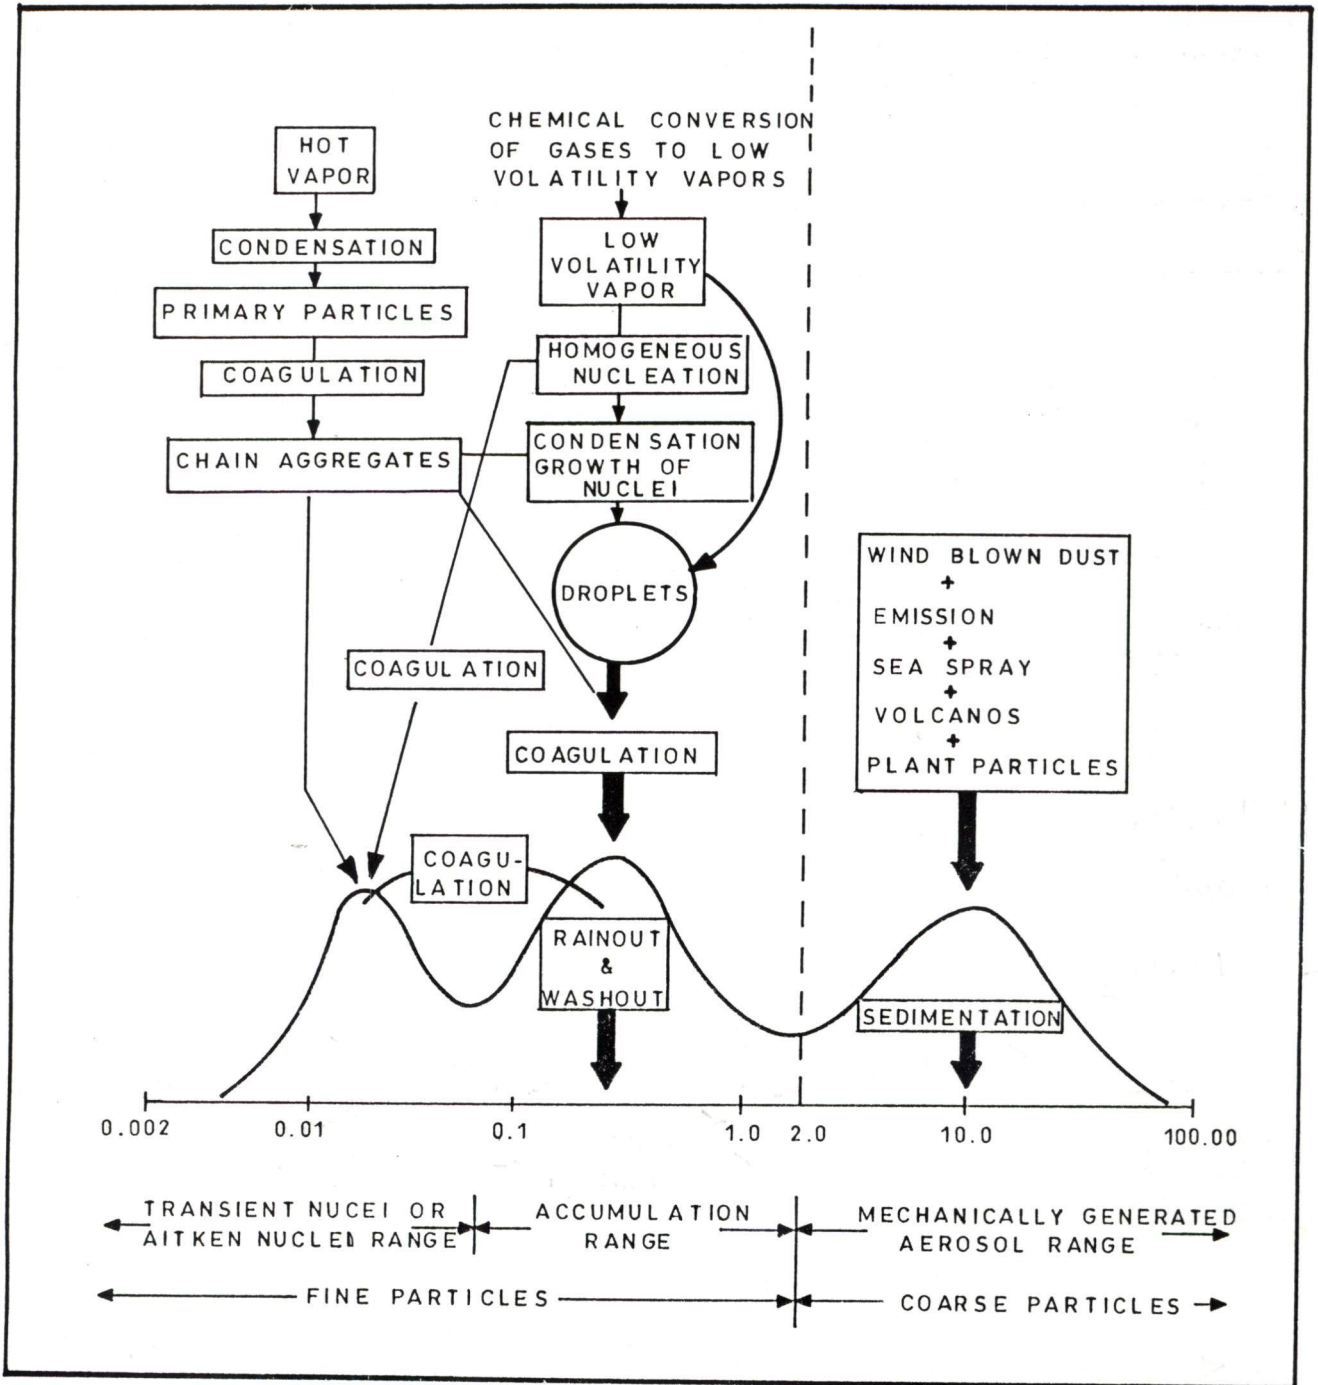 HOT
VAPOR
CONDENSATION
PRIMARY PARTICLES
COAGULATION
CHAIN AGGREGATES
CHEMICAL CONVERSION
OF GASES TO LOW
VOLATILITY VAPORS
LOW
VOLATILITY
VAPOR
HOMOGENEOUS
NUCLEATION
CONDENSATION
GROWTH OF
NUCLEI
DROPLETS
COAGULATION
COAGULATION
WIND BLOWN DUST
+
EMISSION
+
SEA SPRAY
+
VOLCANOS
+
PLANT PARTICLES
COAGU-
LATION
RAINOUT
&
WASHOUT
SEDIMENTATION
0.002 0.01 0.1 1.0 2.0 10.0 100.00
TRANSIENT NUCEI OR
AITKEN NUCLEI RANGE
ACCUMULATION
RANGE
MECHANICALLY GENERATED
AEROSOL RANGE
FINE PARTICLES
COARSE PARTICLES